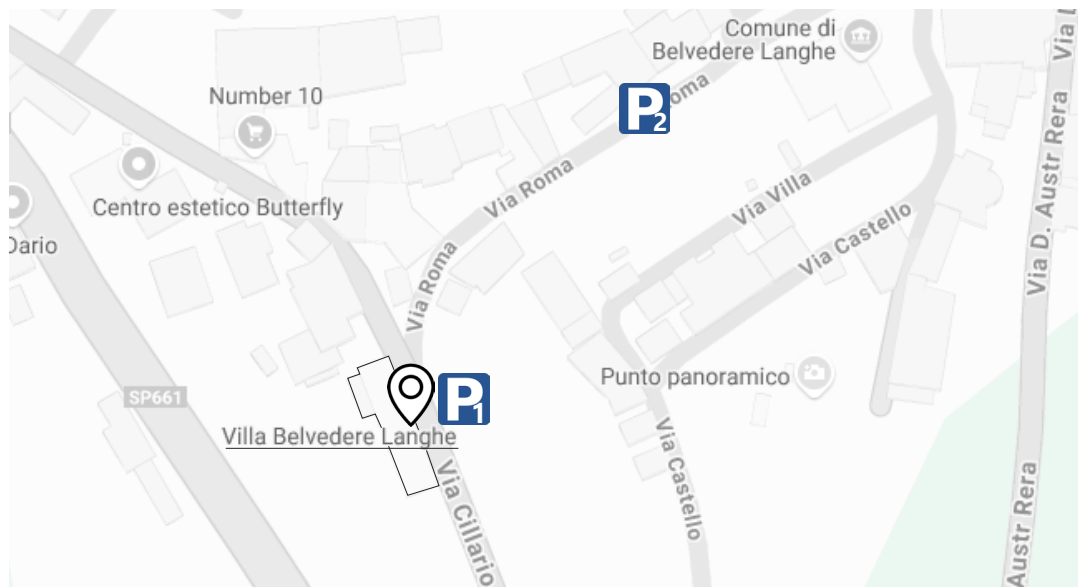 Comune di
Belvedere Langhe
Via D. Austr Rera
Number 10
P2
Roma
Via Roma
Via Villa
Centro estetico Butterfly
Dario
Via Castello
Via Roma
Punto panoramico
P1
SP661
Villa Belvedere Langhe
Via Cillario
Via Castello
Austr Rera